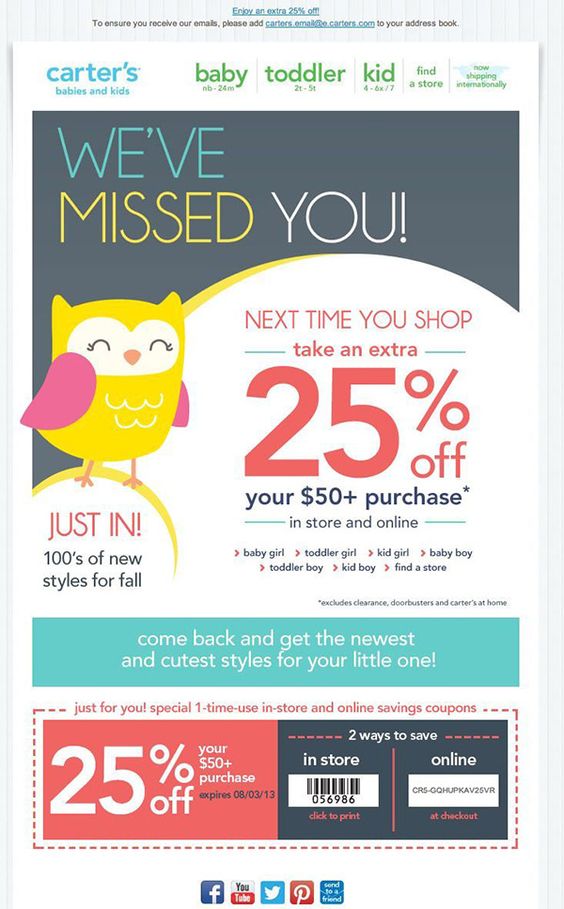 Enjoy an extra 25% off!
To ensure you receive our emails, please add carters.email@e.carters.com to your address book.
carter's
babies and kids
baby
nb - 24m
toddler
2t - 5t
kid
4 - 6x / 7
find
a store
now
shipping
internationally
WE'VE
MISSED YOU!
NEXT TIME YOU SHOP
take an extra
25% off
your $50+ purchase*
in store and online
JUST IN!
100's of new
styles for fall
> baby girl > toddler girl > kid girl > baby boy
> toddler boy > kid boy > find a store
*excludes clearance, doorbusters and carter's at home
come back and get the newest
and cutest styles for your little one!
just for you! special 1-time-use in-store and online savings coupons
25% off
your
$50+
purchase
expires 08/03/13
2 ways to save
in store
056986
click to print
online
CR5-GQHUPKAV25VR
at checkout
f
You
Tube
send
to a
friend